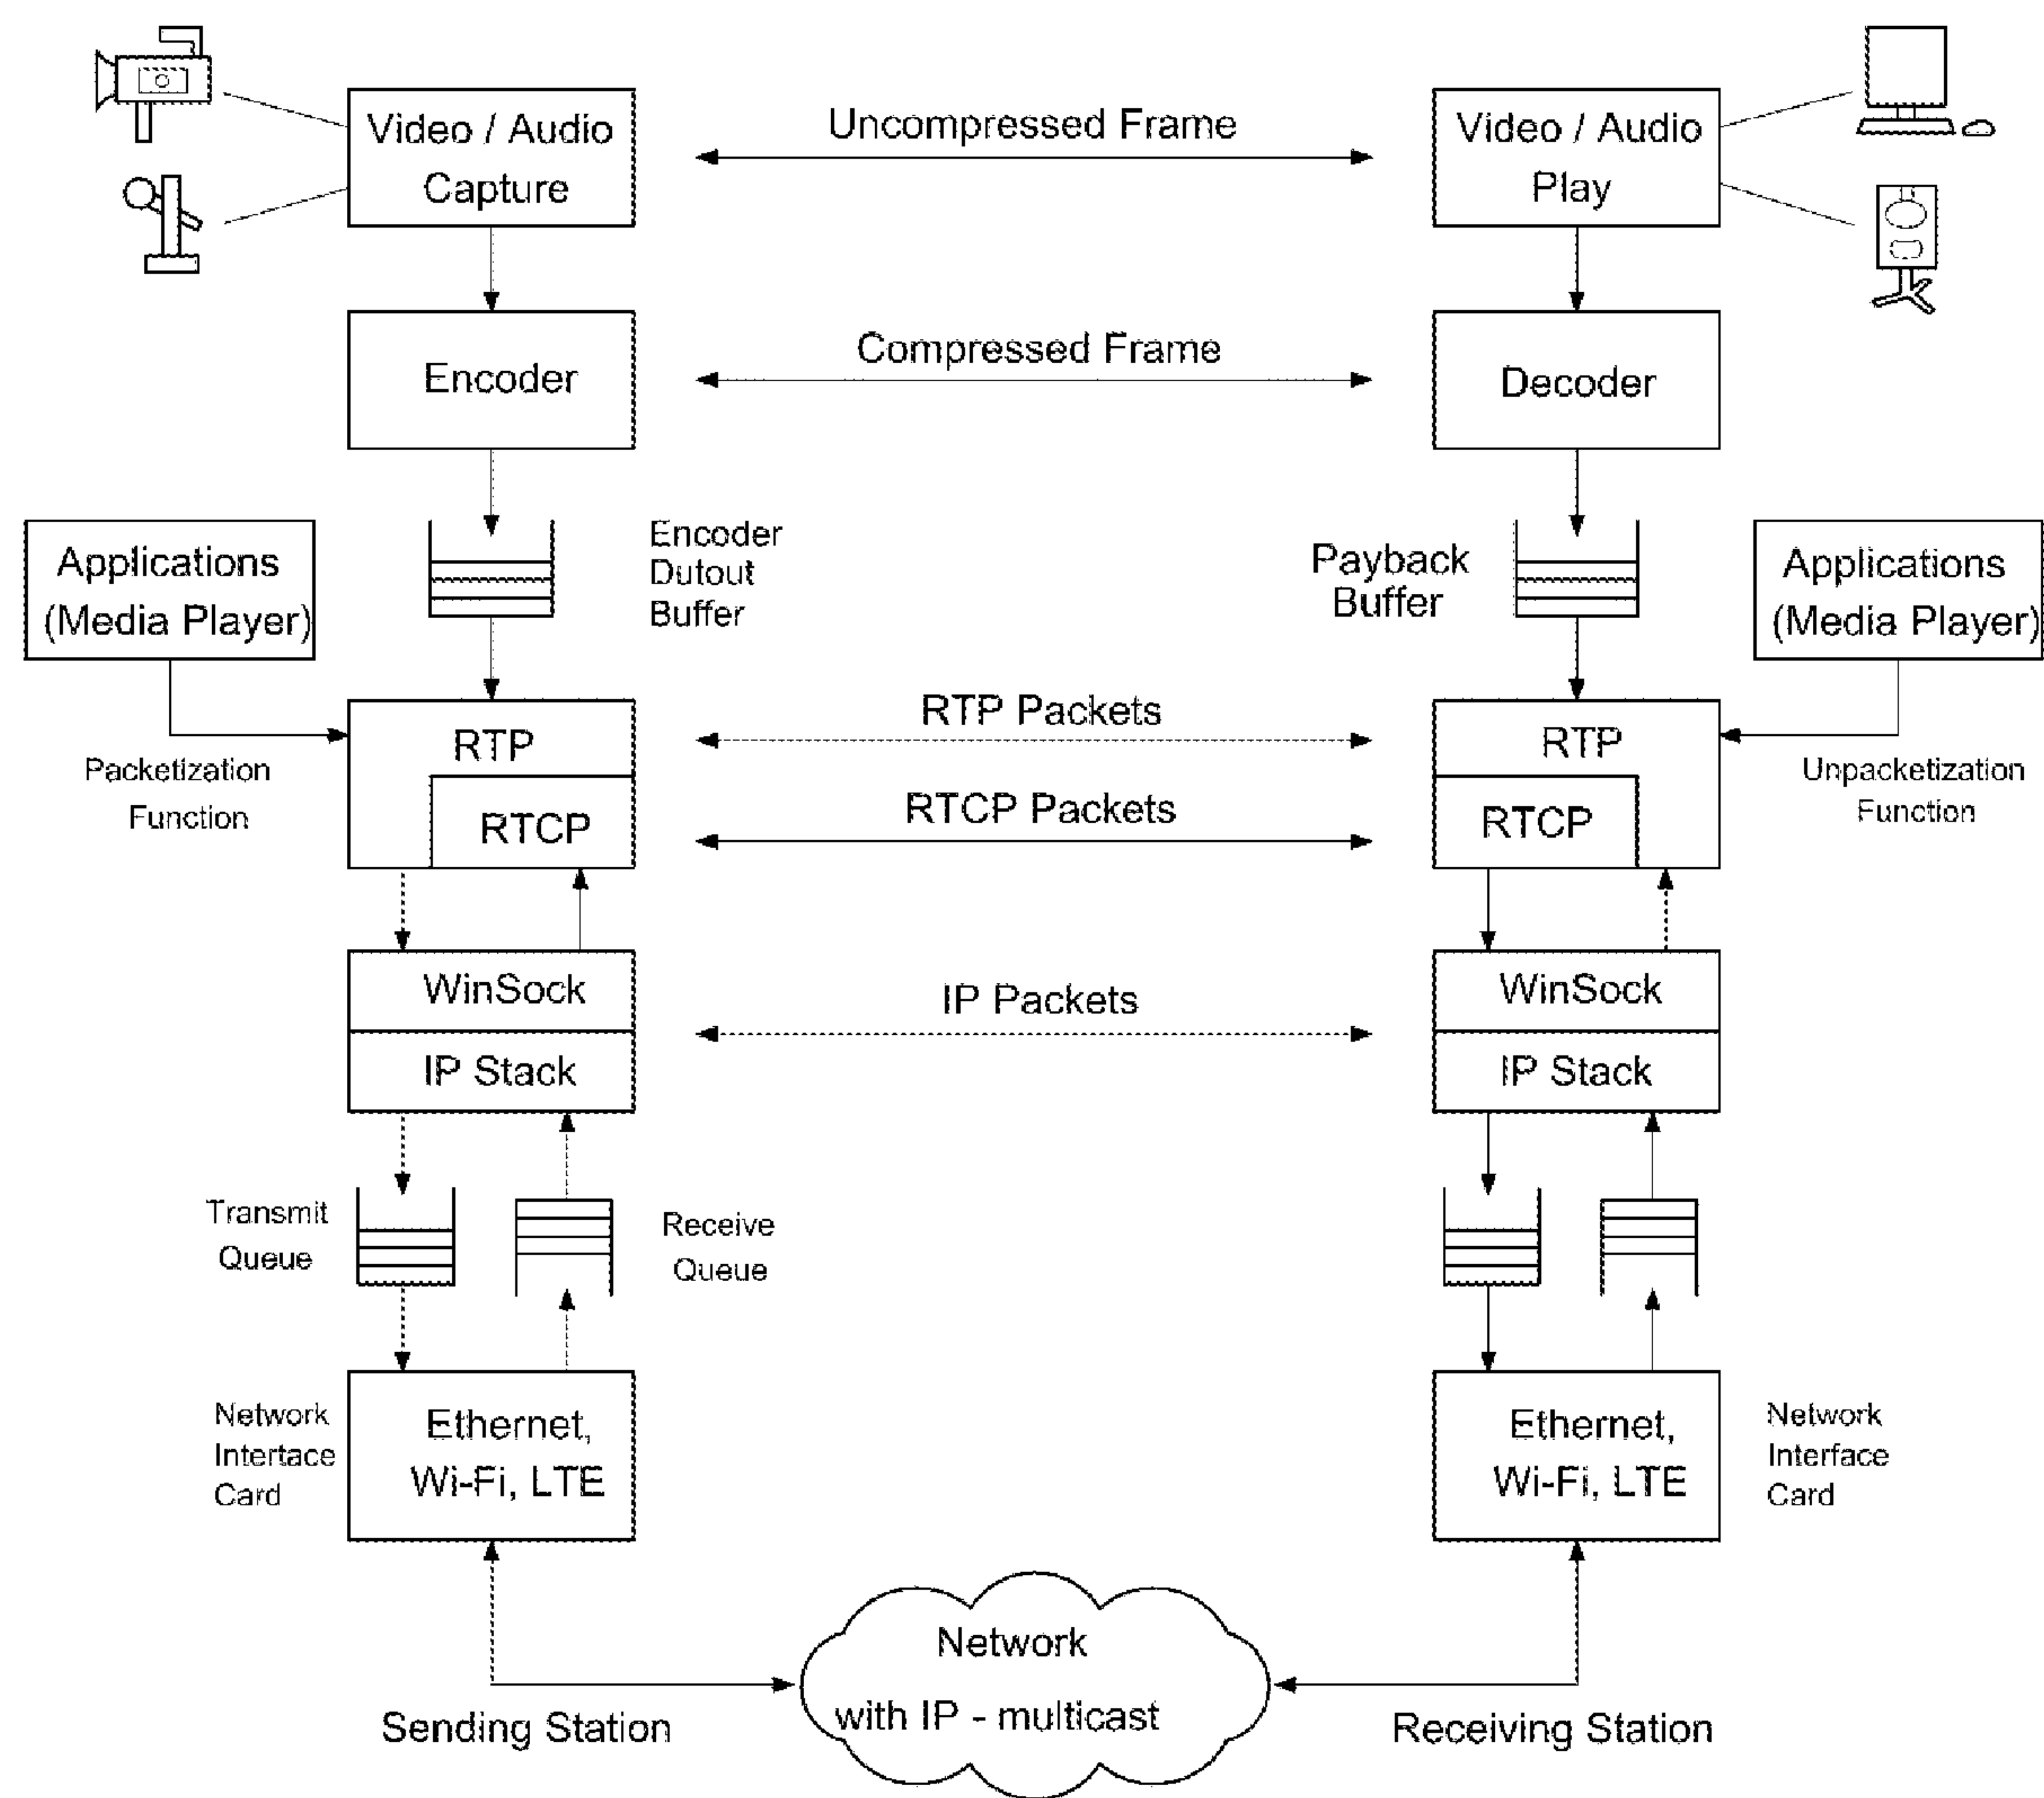 Video / Audio
Capture
Uncompressed Frame
Video / Audio
Play
Encoder
Compressed Frame
Decoder
Applications
(Media Player)
Encoder
Dutout
Buffer
Payback
Buffer
Applications
(Media Player)
Packetization
Function
RTP
RTCP
RTP Packets
RTCP Packets
RTP
RTCP
Unpacketization
Function
WinSock
IP Stack
IP Packets
WinSock
IP Stack
Transmit
Queue
Receive
Queue
Network
Intertace
Card
Ethernet,
Wi-Fi, LTE
Ethernet,
Wi-Fi, LTE
Network
Interface
Card
Sending Station
Network
with IP - multicast
Receiving Station